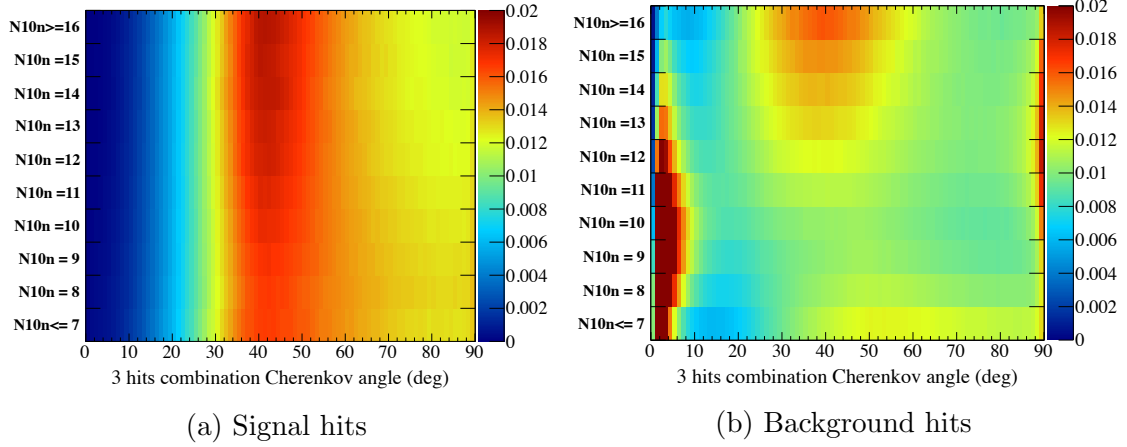 N10n>=16
N10n =15
N10n =14
N10n =13
N10n =12
N10n =11
N10n =10
N10n = 9
N10n = 8
N10n<= 7
0 10 20 30 40 50 60 70 80 90
3 hits combination Cherenkov angle (deg)
0.02
0.018
0.016
0.014
0.012
0.01
0.008
0.006
0.004
0.002
0
(a) Signal hits
N10n>=16
N10n =15
N10n =14
N10n =13
N10n =12
N10n =11
N10n =10
N10n = 9
N10n = 8
N10n<= 7
0 10 20 30 40 50 60 70 80 90
3 hits combination Cherenkov angle (deg)
0.02
0.018
0.016
0.014
0.012
0.01
0.008
0.006
0.004
0.002
0
(b) Background hits